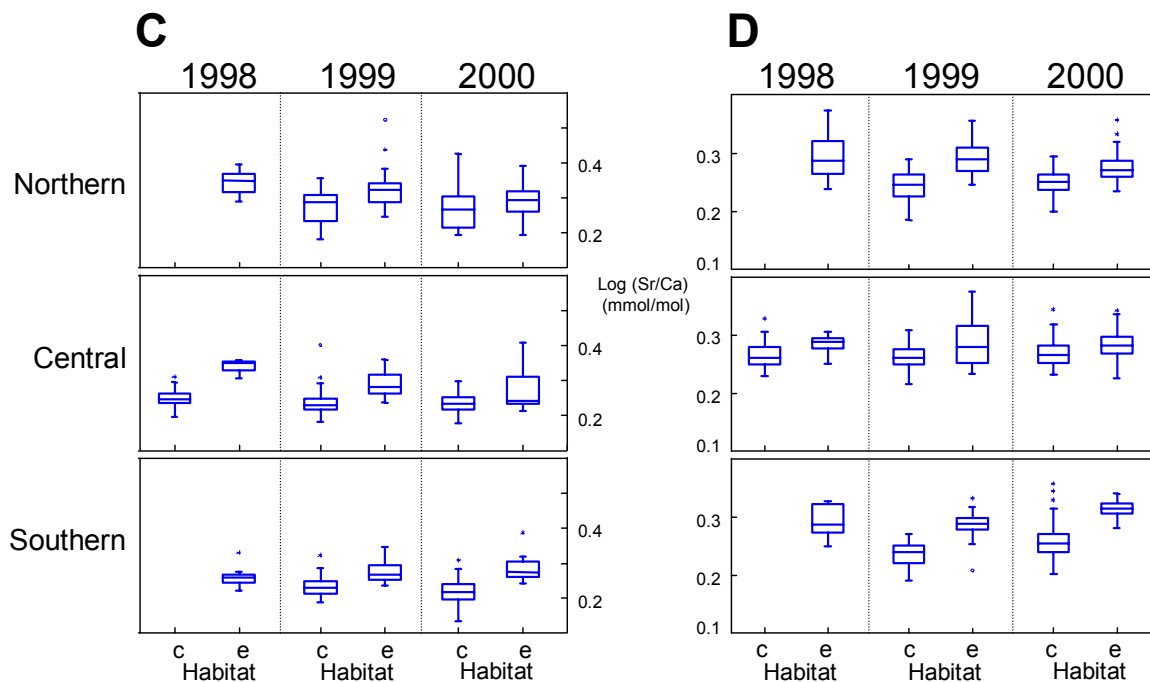 C D
1998 1999 2000 1998 1999 2000
Northern
0.4
0.2
0.3
0.2
0.1
Log (Sr/Ca)
(mmol/mol)
Central
0.4
0.2
0.3
0.2
0.1
Southern
0.4
0.2
0.3
0.2
0.1
c e c e c e c e c e c e
Habitat Habitat Habitat Habitat Habitat Habitat